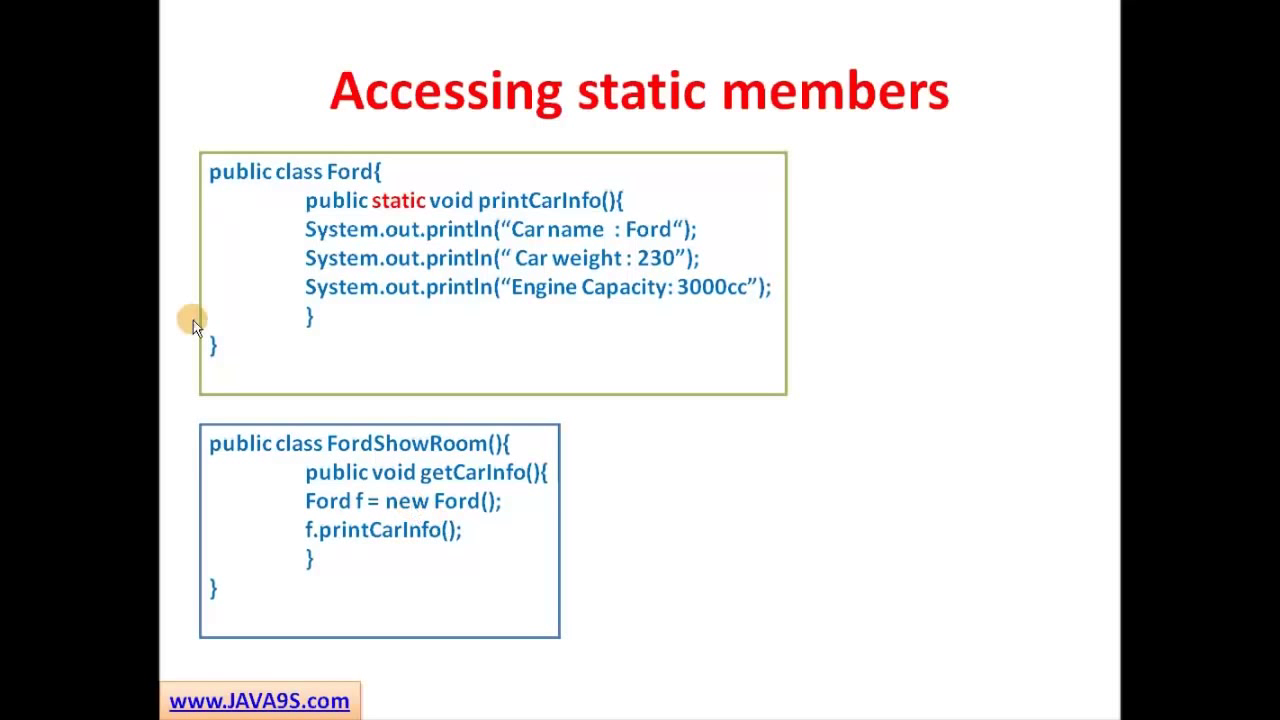 Accessing static members
public class Ford{
public static void printCarInfo(){
System.out.println(“Car name  : Ford“);
System.out.println(“ Car weight : 230”);
System.out.println(“Engine Capacity: 3000cc”);
}
}
public class FordShowRoom(){
public void getCarInfo(){
Ford f = new Ford();
f.printCarInfo();
}
}
www.JAVA9S.com